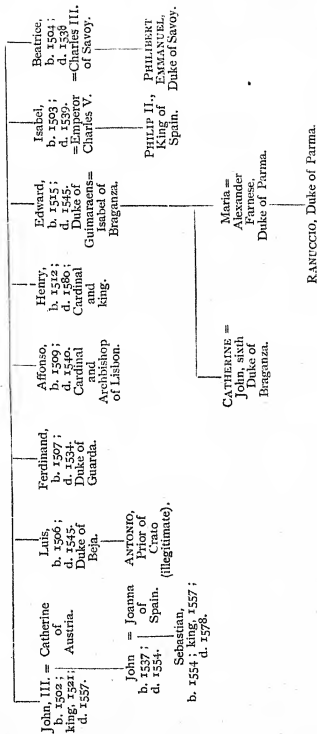 John, III. = Catherine
b. 1502; of
king, 1521; Austria.
d. 1557.
Luis,
b. 1506;
d. 1545.
Duke of
Beja.
Ferdinand,
b. 1507;
d. 1534.
Duke of
Guarda.
Affonso,
b. 1509;
d. 1540.
Cardinal
and
Archbishop
of Lisbon.
Henry,
b. 1512;
d. 1580;
Cardinal
and
king.
Edward,
b. 1515;
d. 1545.
Duke of
Guimaraens=
Isabel of
Braganza.
Isabel,
b. 1503;
d. 1539.
=Emperor
Charles V.
Beatrice,
b. 1504;
d. 1538
=Charles III.
of Savoy.
John = Joanna
b. 1537; of
d. 1554. Spain.
ANTONIO,
Prior of
Crato
(illegitimate).
PHILIP II.,
King of
Spain.
PHILIBERT
EMMANUEL,
Duke of Savoy.
Sebastian,
b. 1554; king, 1557;
d. 1578.
CATHERINE =
John, sixth
Duke of
Braganza.
Maria =
Alexander
Farnese,
Duke of Parma.
RANUCCIO, Duke of Parma.